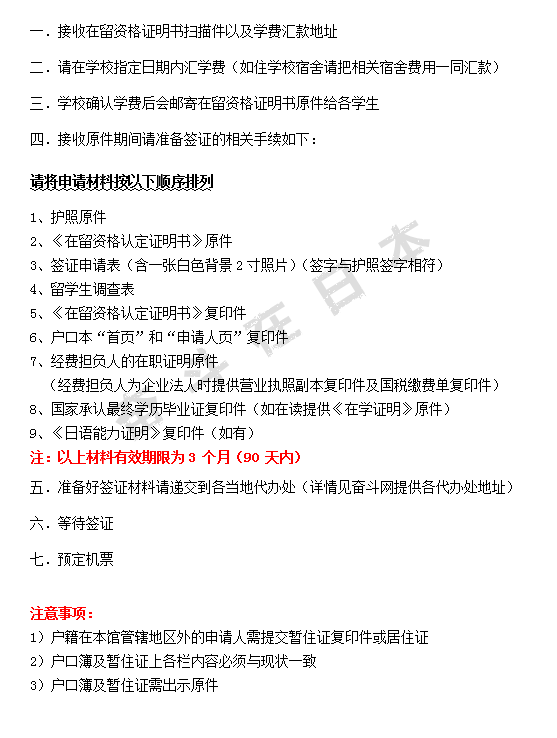 一．接收在留资格证明书扫描件以及学费汇款地址
二．请在学校指定日期内汇学费（如住学校宿舍请把相关宿舍费用一同汇款）
三．学校确认学费后会邮寄在留资格证明书原件给各学生
四．接收原件期间请准备签证的相关手续如下：
请将申请材料按以下顺序排列
1、护照原件
2、《在留资格认定证明书》原件
3、签证申请表（含一张白色背景2寸照片）（签字与护照签字相符）
4、留学生调查表
5、《在留资格认定证明书》复印件
6、户口本“首页”和“申请人页”复印件
7、经费担负人的在职证明原件
（经费担负人为企业法人时提供营业执照副本复印件及国税缴费单复印件）
8、国家承认最终学历毕业证复印件（如在读提供《在学证明》原件）
9、《日语能力证明》复印件（如有）
注：以上材料有效期限为3 个月（90 天内）
五．准备好签证材料请递交到各当地代办处（详情见奋斗网提供各代办处地址）
六．等待签证
七．预定机票
注意事项：
1）户籍在本馆管辖地区外的申请人需提交暂住证复印件或居住证
2）户口簿及暂住证上各栏内容必须与现状一致
3）户口簿及暂住证需出示原件
奋斗在日本